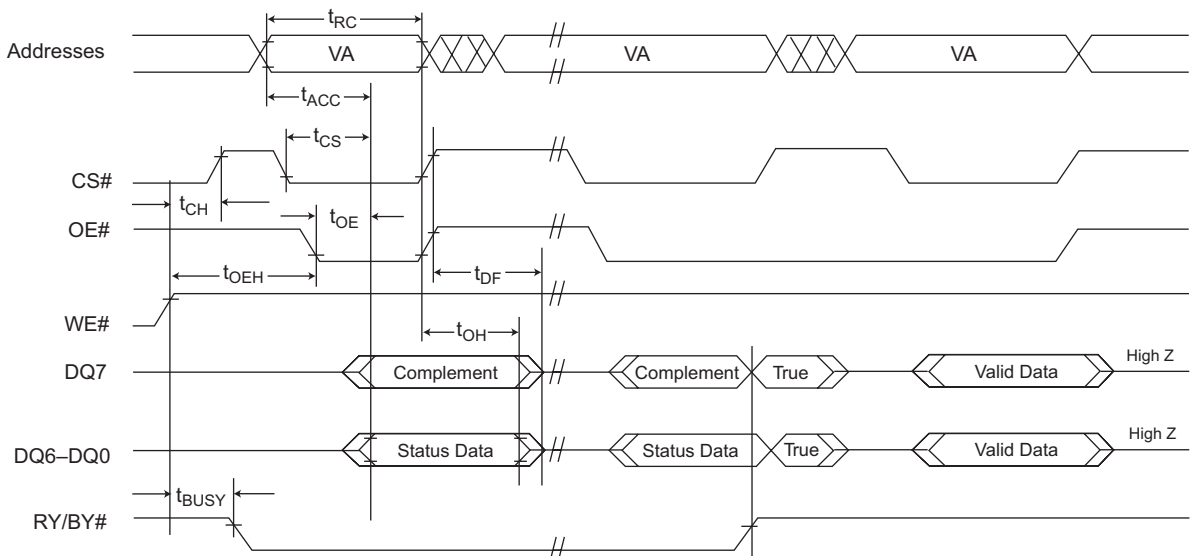 tRC
Addresses VA VA VA
tACC
tCS
CS#
tCH
tOE
OE#
tOEH
tDF
WE#
tOH
DQ7 Complement Complement True Valid Data High Z
DQ6–DQ0 Status Data Status Data True Valid Data High Z
tBUSY
RY/BY#